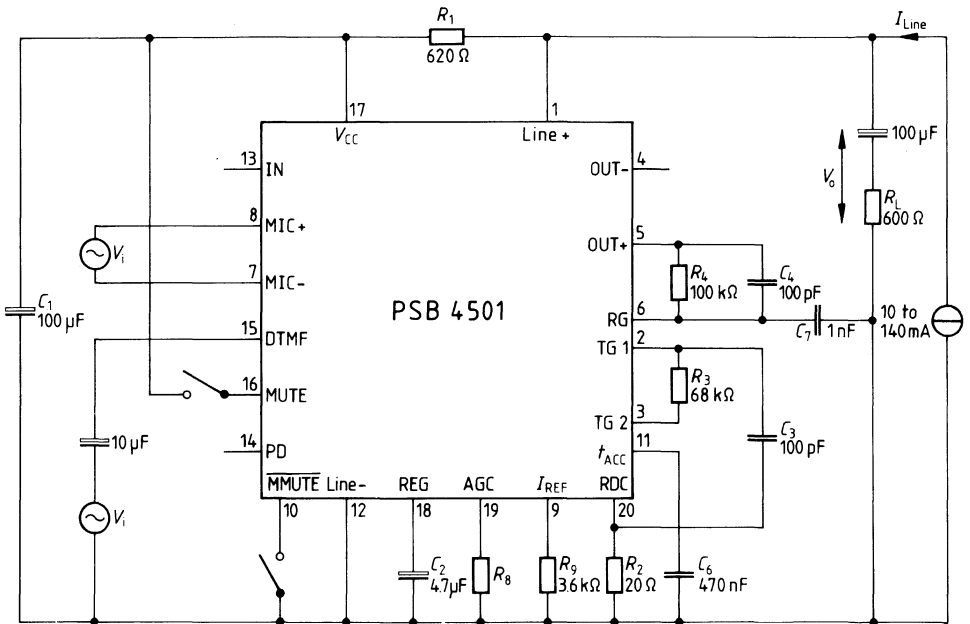 R1
620 Ω
ILine
17
1
VCC
Line +
100 µF
13
IN
OUT-
4
Vo
RL
600 Ω
8
MIC+
5
OUT+
Vi
R4
100 kΩ
C4
100 pF
7
MIC-
C1
100 µF
PSB 4501
RG
6
C7
1 nF
10 to
140 mA
15
DTMF
TG 1
2
R3
68 kΩ
16
MUTE
TG 2
3
C3
100 pF
10 µF
14
PD
tACC
11
MMUTE
Line-
REG
AGC
IREF
RDC
10
12
18
19
9
20
Vi
C2
4.7 µF
R8
R9
3.6 kΩ
R2
20 Ω
C6
470 nF